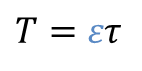 T = ετ